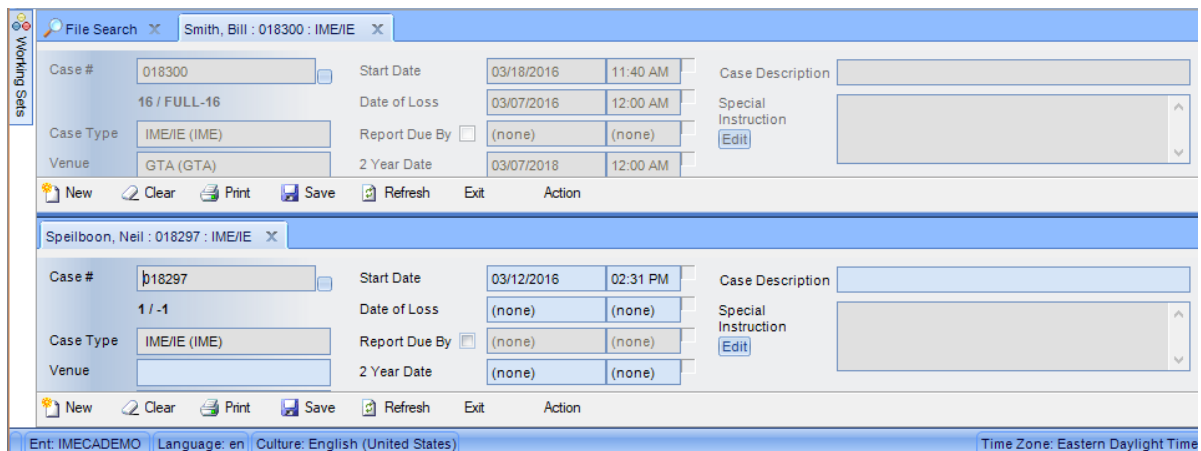 Working Sets
File Search X Smith, Bill : 018300 : IME/IE X
Case # 018300 Start Date 03/18/2016 11:40 AM Case Description
16 / FULL-16 Date of Loss 03/07/2016 12:00 AM Special Instruction
Case Type IME/IE (IME) Report Due By (none) (none) Edit
Venue GTA (GTA) 2 Year Date 03/07/2018 12:00 AM
New Clear Print Save Refresh Exit Action
Speilboon, Neil : 018297 : IME/IE X
Case # 018297 Start Date 03/12/2016 02:31 PM Case Description
1 / -1 Date of Loss (none) (none) Special Instruction
Case Type IME/IE (IME) Report Due By (none) (none) Edit
Venue 2 Year Date (none) (none)
New Clear Print Save Refresh Exit Action
Ent: IMECADEMO Language: en Culture: English (United States) Time Zone: Eastern Daylight Time